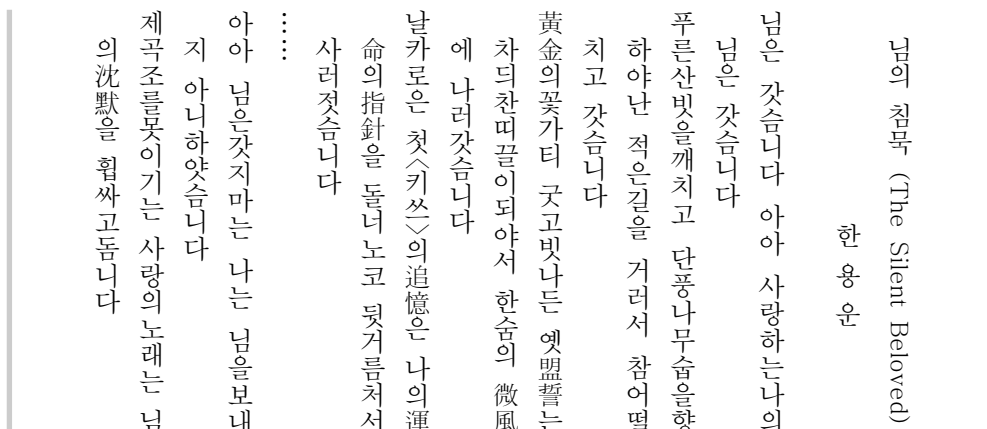 님의 침묵 (The Silent Beloved)
한용운
님은 갓슴니다 아아 사랑하는나의
님은 갓슴니다
푸른산빗을깨치고 단풍나무숩을향
하야난 적은길을 거러서 참어떨
치고 갓슴니다
黃金의꽃가티 굿고빗나든 옛盟誓는
차듸찬띠끌이되야서 한숨의 微風
에 나러갓슴니다
날카로은 첫〈키쓰〉의追憶은 나의運
命의指針을 돌너노코 뒷거름처서
사러젓슴니다
……
아아 님은갓지마는 나는 님을보내
지 아니하얏슴니다
제곡조를못이기는 사랑의노래는 님
의沈默을 휩싸고돔니다